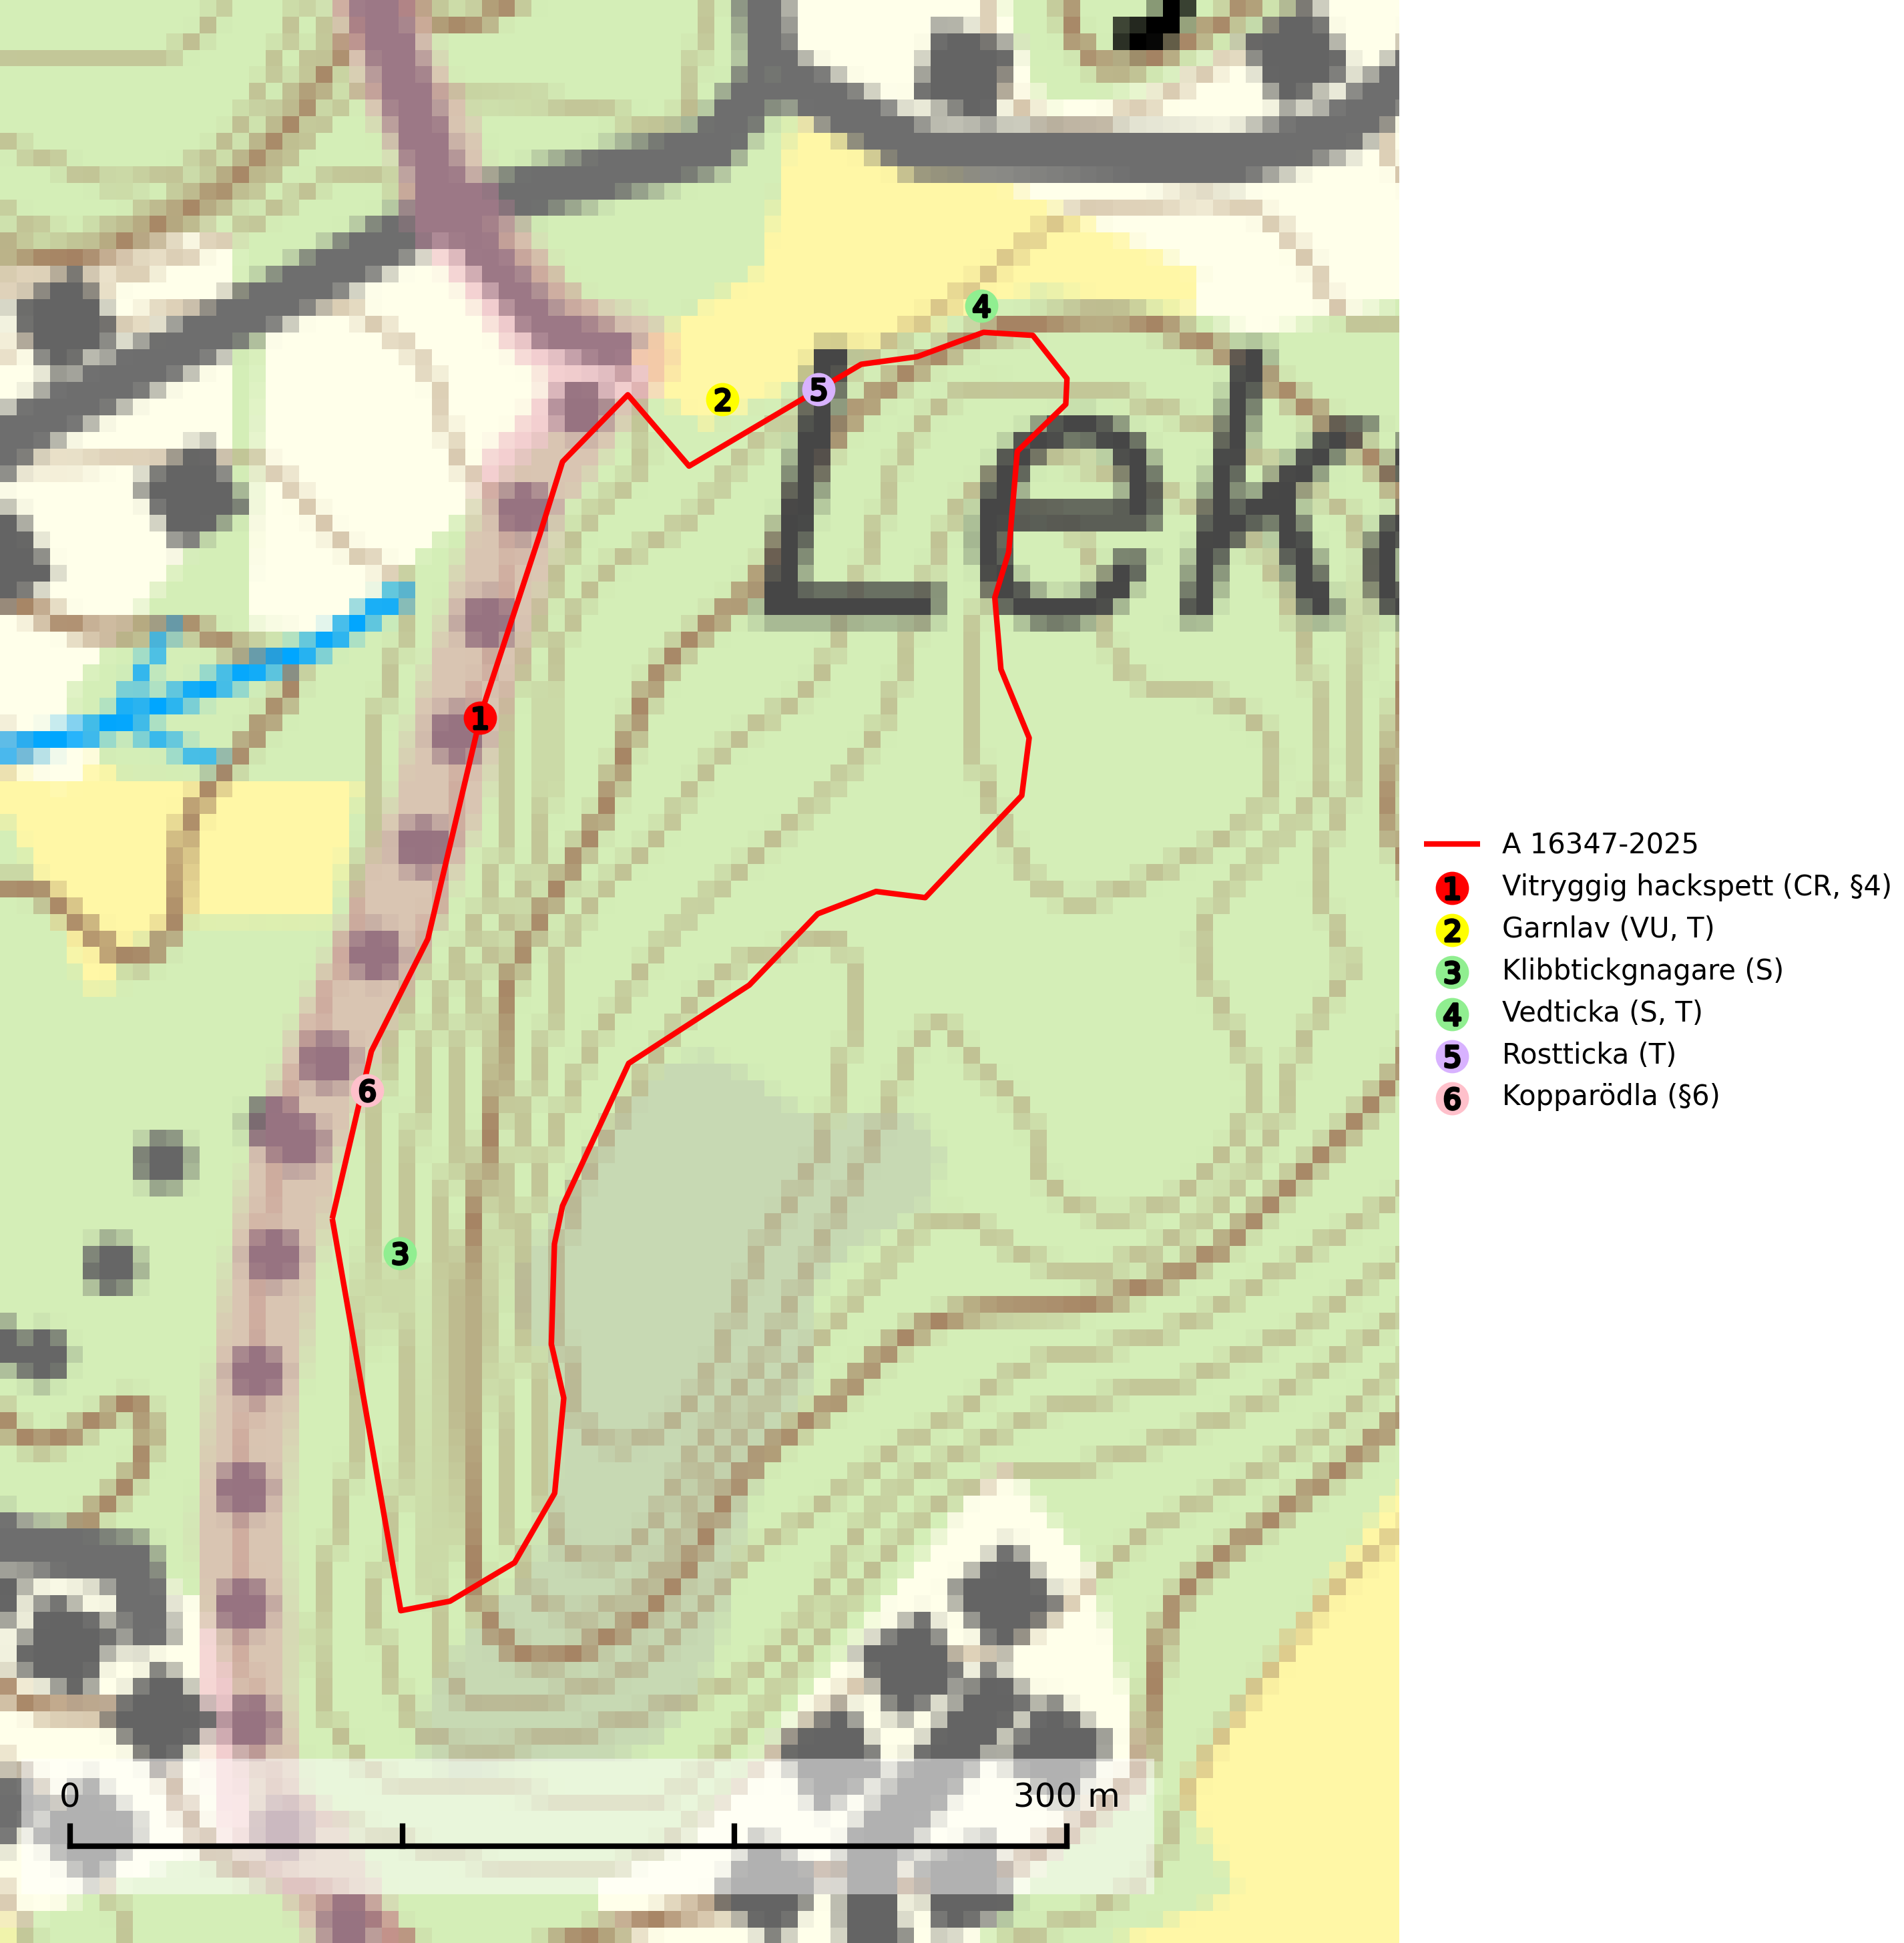 4
5
2
Lek
1
6
3
0
300 m
A 16347-2025
1 Vitryggig hackspett (CR, §4)
2 Garnlav (VU, T)
3 Klibbtickgnagare (S)
4 Vedticka (S, T)
5 Rostticka (T)
6 Kopparödla (§6)